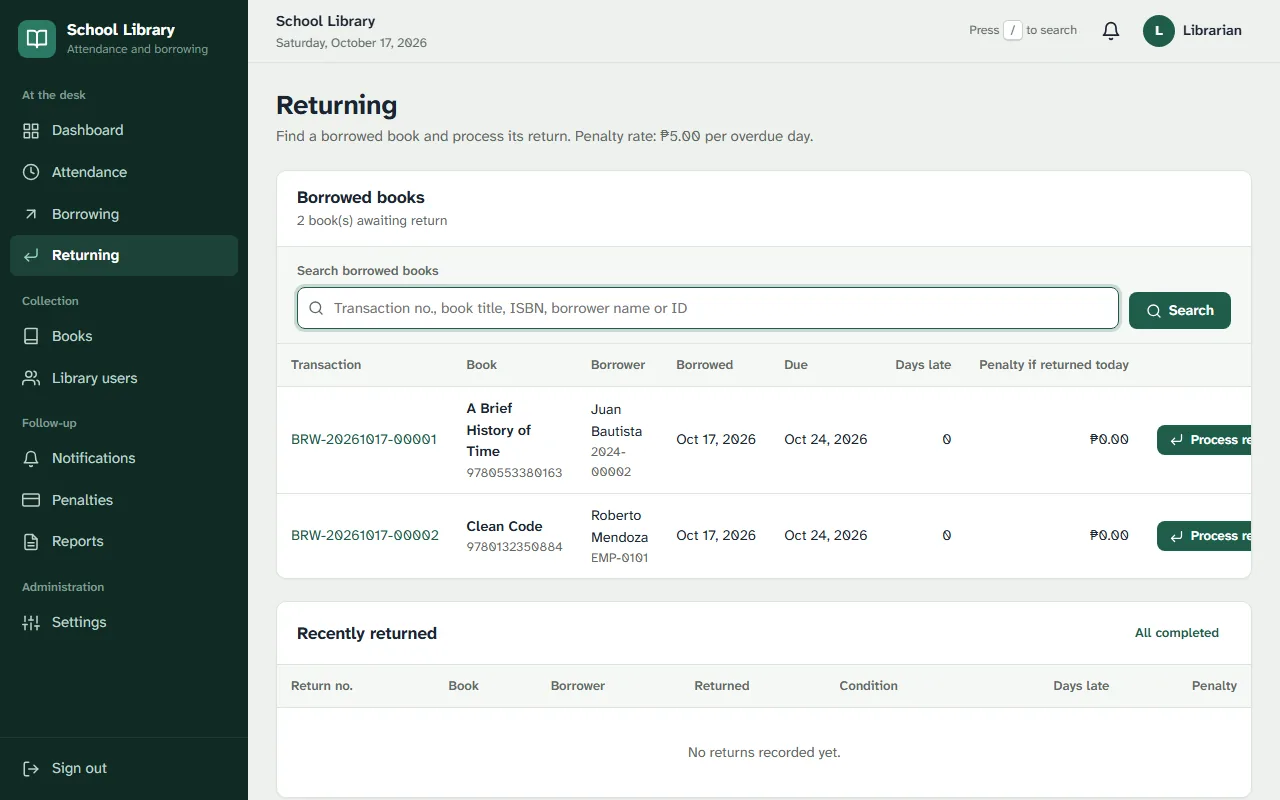 School Library
Attendance and borrowing
At the desk
Dashboard
Attendance
Borrowing
Returning
Collection
Books
Library users
Follow-up
Notifications
Penalties
Reports
Administration
Settings
Sign out
School Library
Saturday, October 17, 2026
Press / to search
L
Librarian
Returning
Find a borrowed book and process its return. Penalty rate: ₱5.00 per overdue day.
Borrowed books
2 book(s) awaiting return
Search borrowed books
Transaction no., book title, ISBN, borrower name or ID
Search
Transaction Book Borrower Borrowed Due Days late Penalty if returned today
BRW-20261017-00001
A Brief
History of
Time
9780553380163
Juan
Bautista
2024-
00002
Oct 17, 2026
Oct 24, 2026
0
₱0.00
Process re
BRW-20261017-00002
Clean Code
9780132350884
Roberto
Mendoza
EMP-0101
Oct 17, 2026
Oct 24, 2026
0
₱0.00
Process re
Recently returned
All completed
Return no. Book Borrower Returned Condition Days late Penalty
No returns recorded yet.